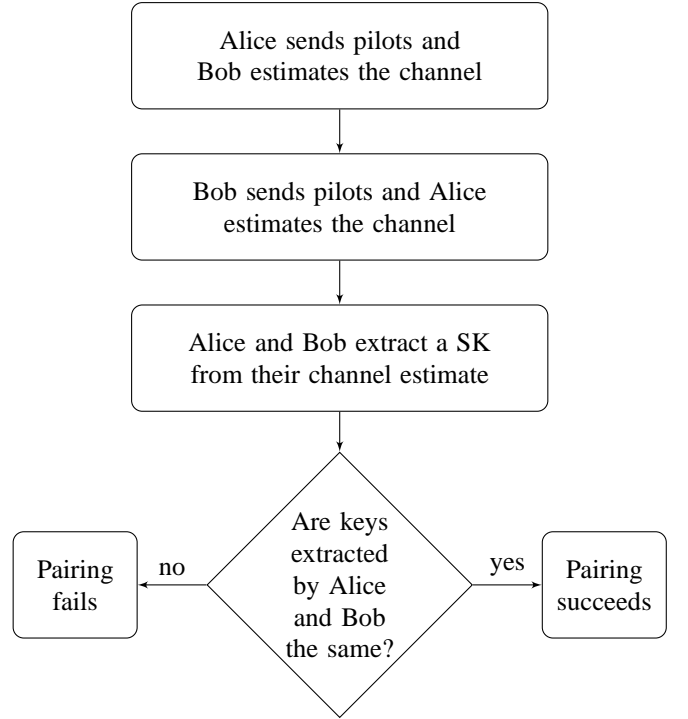 Alice sends pilots and
Bob estimates the channel
Bob sends pilots and Alice
estimates the channel
Alice and Bob extract a SK
from their channel estimate
Are keys
extracted
by Alice
and Bob
the same?
no
Pairing
fails
yes
Pairing
succeeds